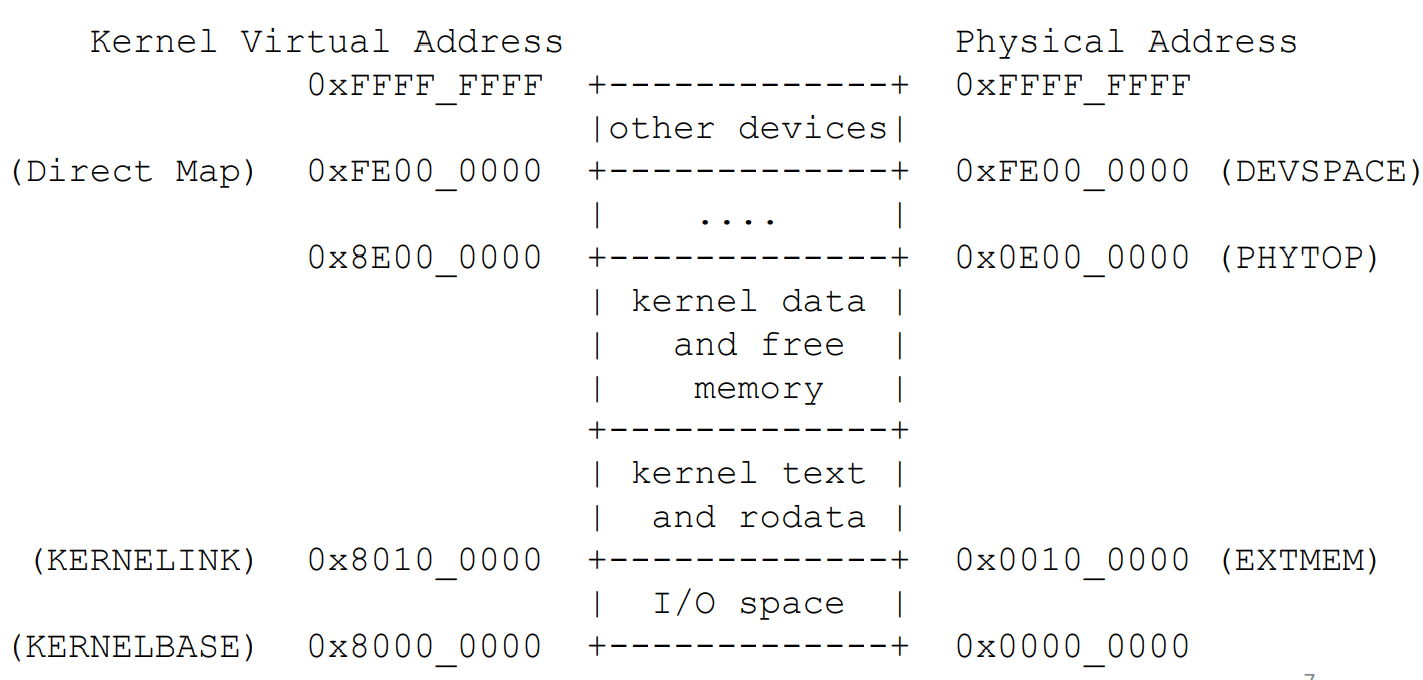 Kernel Virtual Address                  Physical Address
0xFFFF_FFFF  +-------------+  0xFFFF_FFFF
|other devices|
(Direct Map)  0xFE00_0000  +-------------+  0xFE00_0000 (DEVSPACE)
|    ....     |
0x8E00_0000  +-------------+  0x0E00_0000 (PHYTOP)
| kernel data |
|   and free  |
|    memory   |
+-------------+
| kernel text |
|  and rodata |
(KERNELINK)  0x8010_0000  +-------------+  0x0010_0000 (EXTMEM)
|  I/O space  |
(KERNELBASE)  0x8000_0000  +-------------+  0x0000_0000